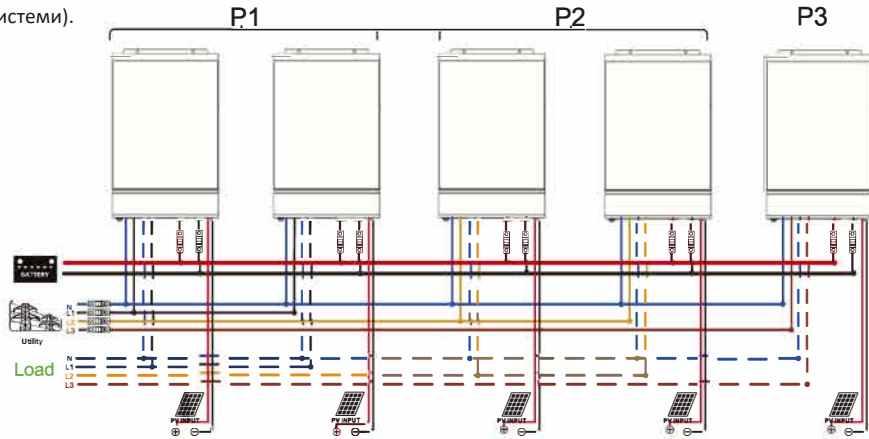 истеми).
P1 P2 P3
BATTERY
N
L1
L2
L3
Utility
Load
N
L1
L2
L3
PV INPUT PV INPUT PV INPUT PV INPUT PV INPUT
⊕ ⊖ ⊕ ⊖ ⊕ ⊖ ⊕ ⊖ ⊕ ⊖